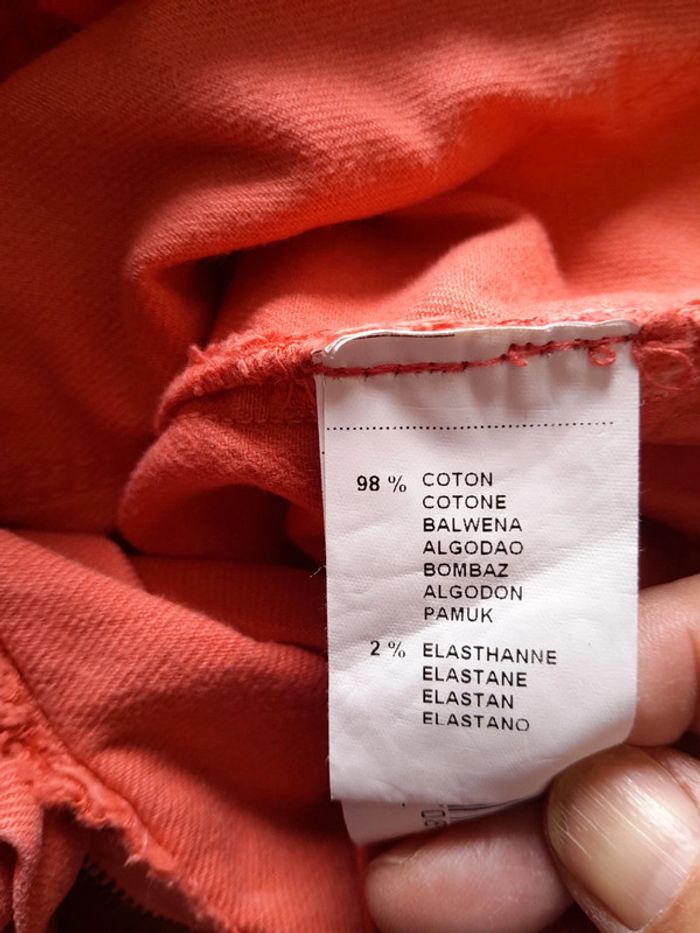 98 % COTON
COTONE
BALWENA
ALGODAO
BOMBAZ
ALGODON
PAMUK
2 % ELASTHANNE
ELASTANE
ELASTAN
ELASTANO